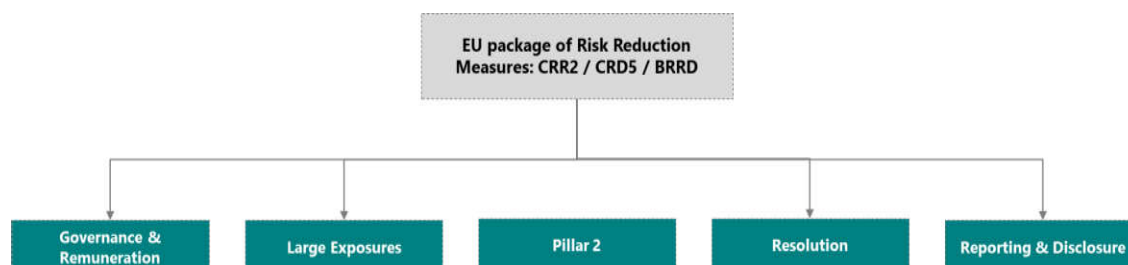 EU package of Risk Reduction
Measures: CRR2 / CRD5 / BRRD
Governance &
Remuneration
Large Exposures
Pillar 2
Resolution
Reporting & Disclosure